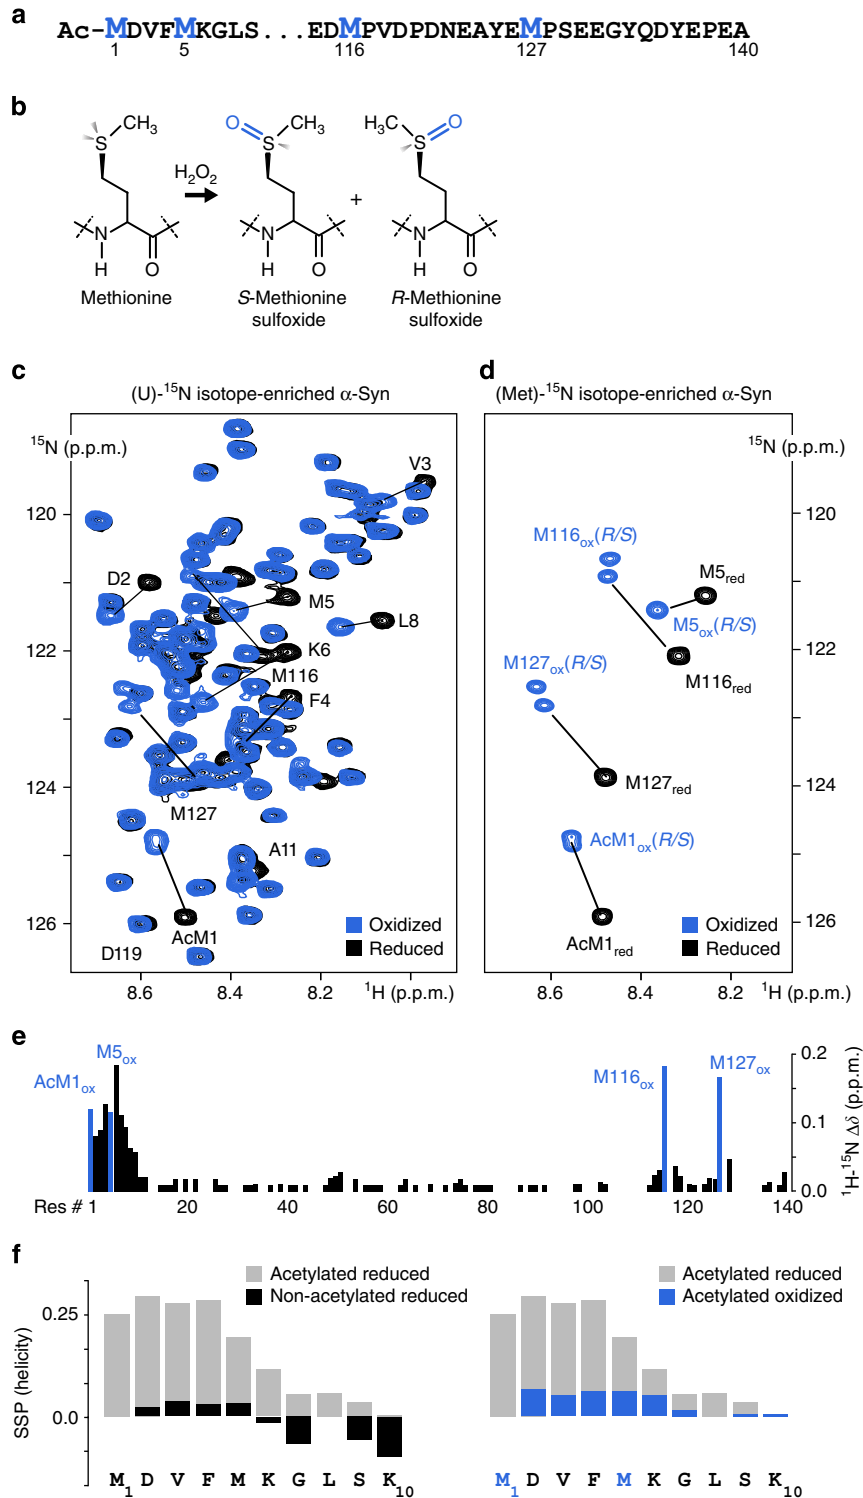 a
Ac-MDVFMKGLS...EDMPVDPDNEAYEMPSEEGYQDYEPEA
1 5 116 127 140
b
O CH3 H3C O
CH3
S S S
H2O2
+
N N N
H O H O H O
Methionine S-Methionine sulfoxide R-Methionine sulfoxide
c
(U)-15N isotope-enriched α-Syn
15N (p.p.m.)
V3
120
D2
M5
L8
K6
122
M116
F4
124
M127
A11
126
D119
AcM1
Oxidized
Reduced
8.6 8.4 8.2 1H (p.p.m.)
d
(Met)-15N isotope-enriched α-Syn
15N (p.p.m.)
120
M116ox(R/S)
M5red
M5ox(R/S)
122
M127ox(R/S)
M116red
M127red
124
AcM1ox(R/S)
Oxidized
126
AcM1red
Reduced
8.6 8.4 8.2 1H (p.p.m.)
e
M5ox
AcM1ox
M116ox
M127ox
0.2
0.1
0.0
1H-15N Δδ (p.p.m.)
Res # 1 20 40 60 80 100 120 140
f
Acetylated reduced
Non-acetylated reduced
Acetylated reduced
Acetylated oxidized
0.25
0.0
SSP (helicity)
M1 D V F M K G L S K10
M1 D V F M K G L S K10